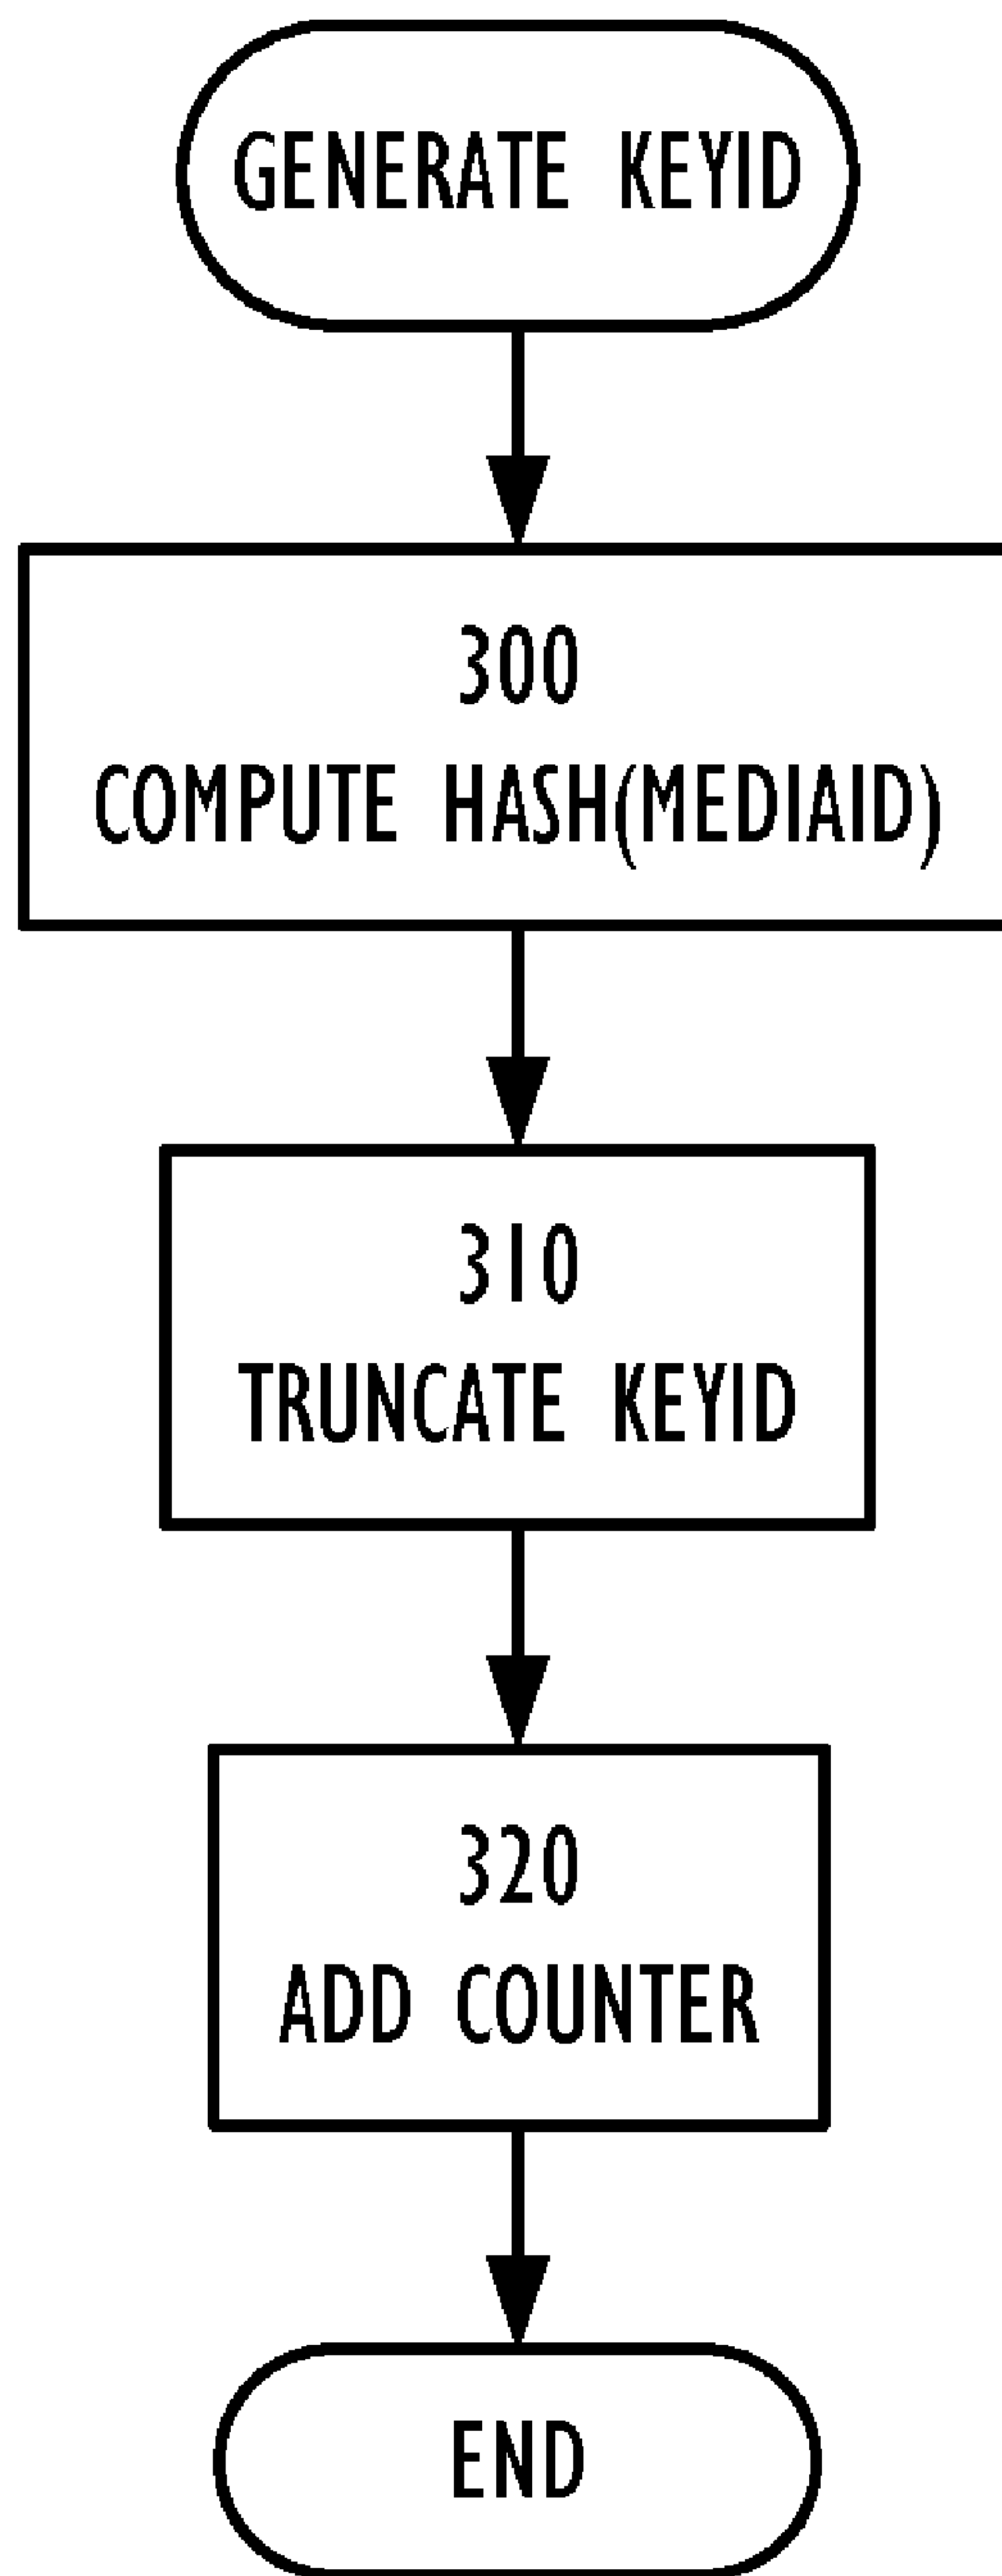 GENERATE KEYID
300
COMPUTE HASH(MEDIAID)
310
TRUNCATE KEYID
320
ADD COUNTER
END